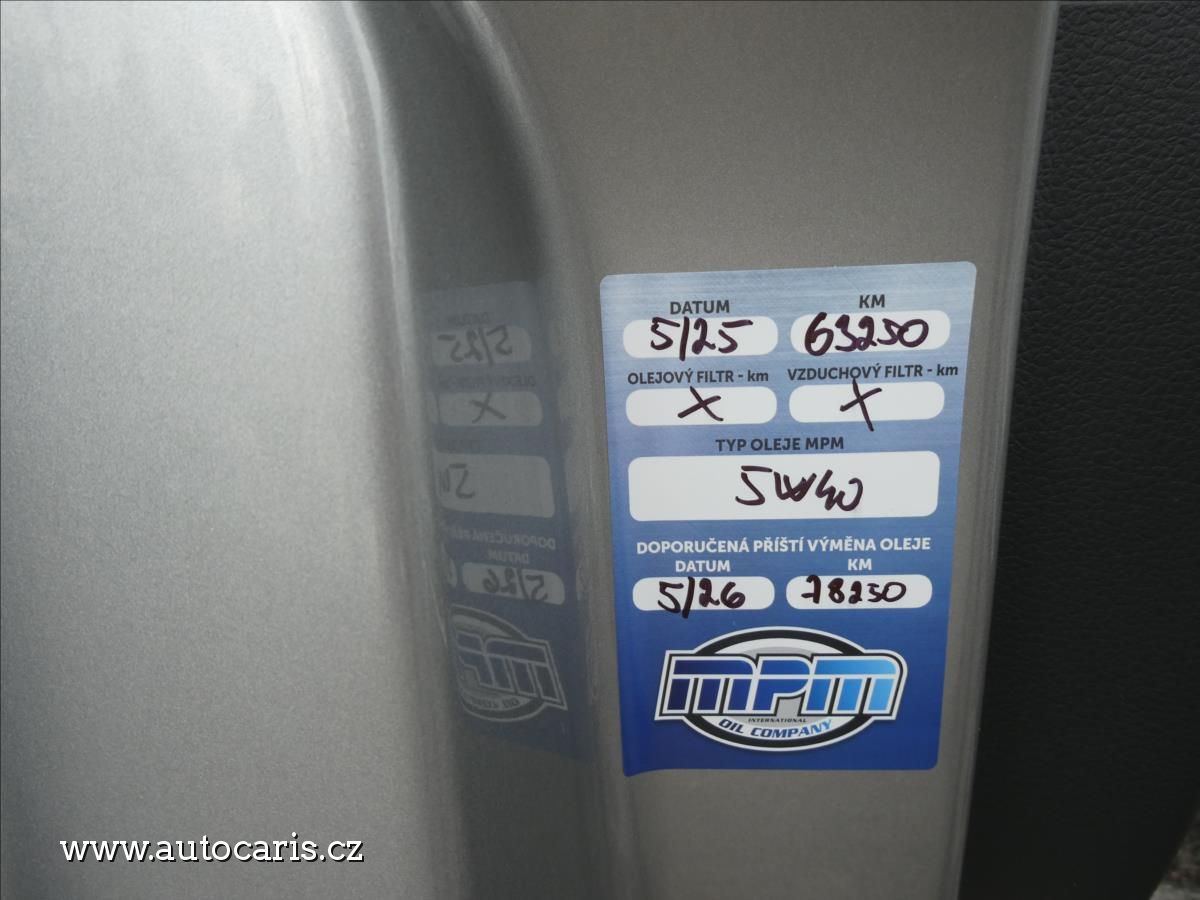 DATUM KM
5/25 63250
OLEJOVÝ FILTR - km VZDUCHOVÝ FILTR - km
X X
TYP OLEJE MPM
5W40
DOPORUČENÁ PŘÍŠTÍ VÝMĚNA OLEJE
DATUM KM
5/26 78250
MPM
INTERNATIONAL
OIL COMPANY
www.autocaris.cz